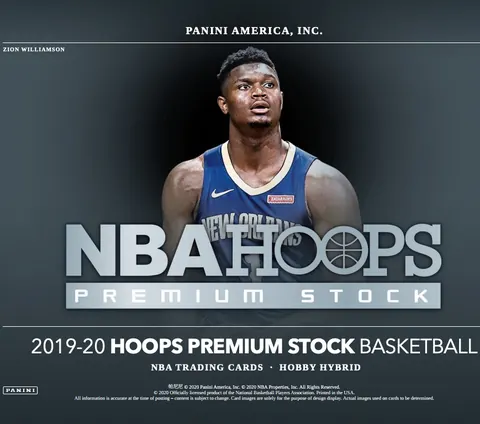 PANINI AMERICA, INC.
ZION WILLIAMSON
NEW ORLEANS
NBA HOOPS
PREMIUM STOCK
2019-20 HOOPS PREMIUM STOCK BASKETBALL
NBA TRADING CARDS · HOBBY HYBRID
PANINI
帕尼尼 © 2020 Panini America, Inc. © 2020 NBA Properties, Inc. All Rights Reserved.
© 2020 Officially licensed product of the National Basketball Players Association. Printed in the USA.
All information is accurate at the time of posting – content is subject to change. Card images are solely for the purpose of design display. Actual images used on cards to be determined.